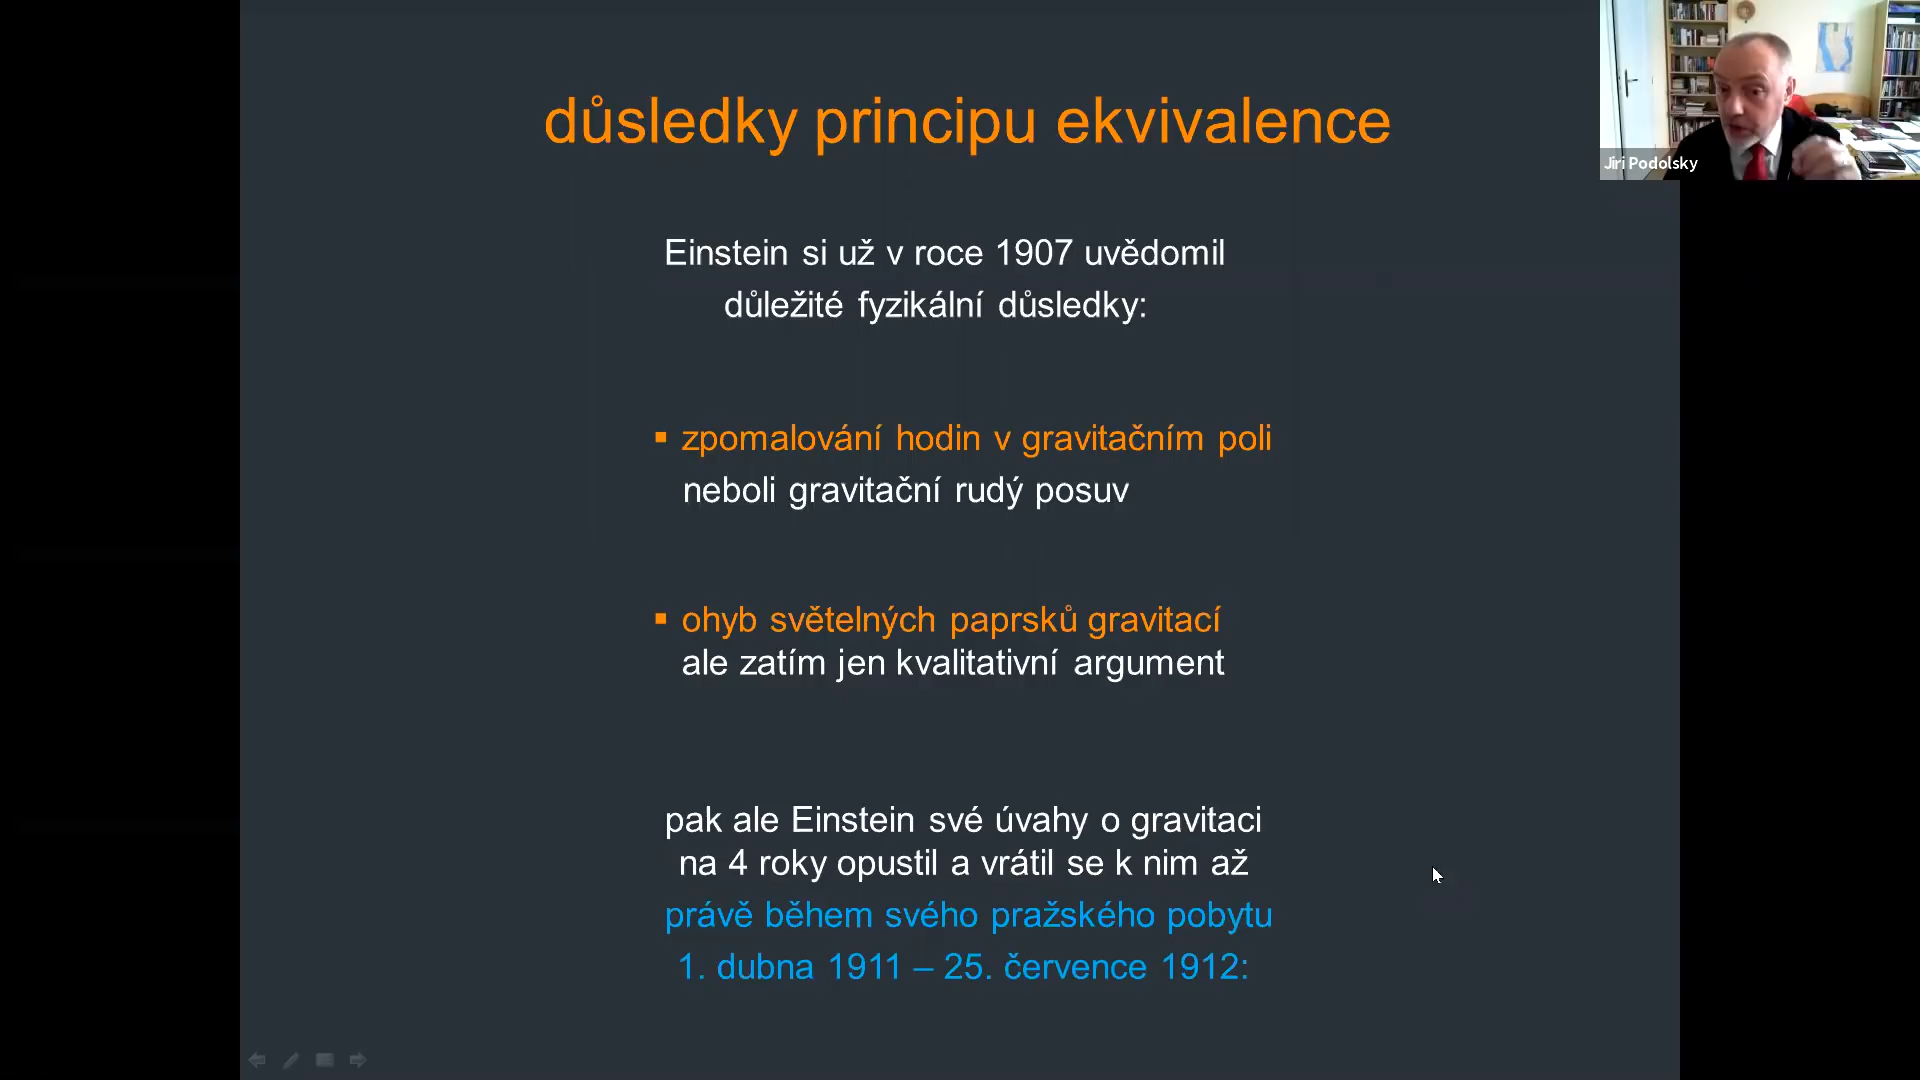 důsledky principu ekvivalence
Jiri Podolsky
Einstein si už v roce 1907 uvědomil
důležité fyzikální důsledky:
▪ zpomalování hodin v gravitačním poli
neboli gravitační rudý posuv
▪ ohyb světelných paprsků gravitací
ale zatím jen kvalitativní argument
pak ale Einstein své úvahy o gravitaci
na 4 roky opustil a vrátil se k nim až
právě během svého pražského pobytu
1. dubna 1911 – 25. července 1912: